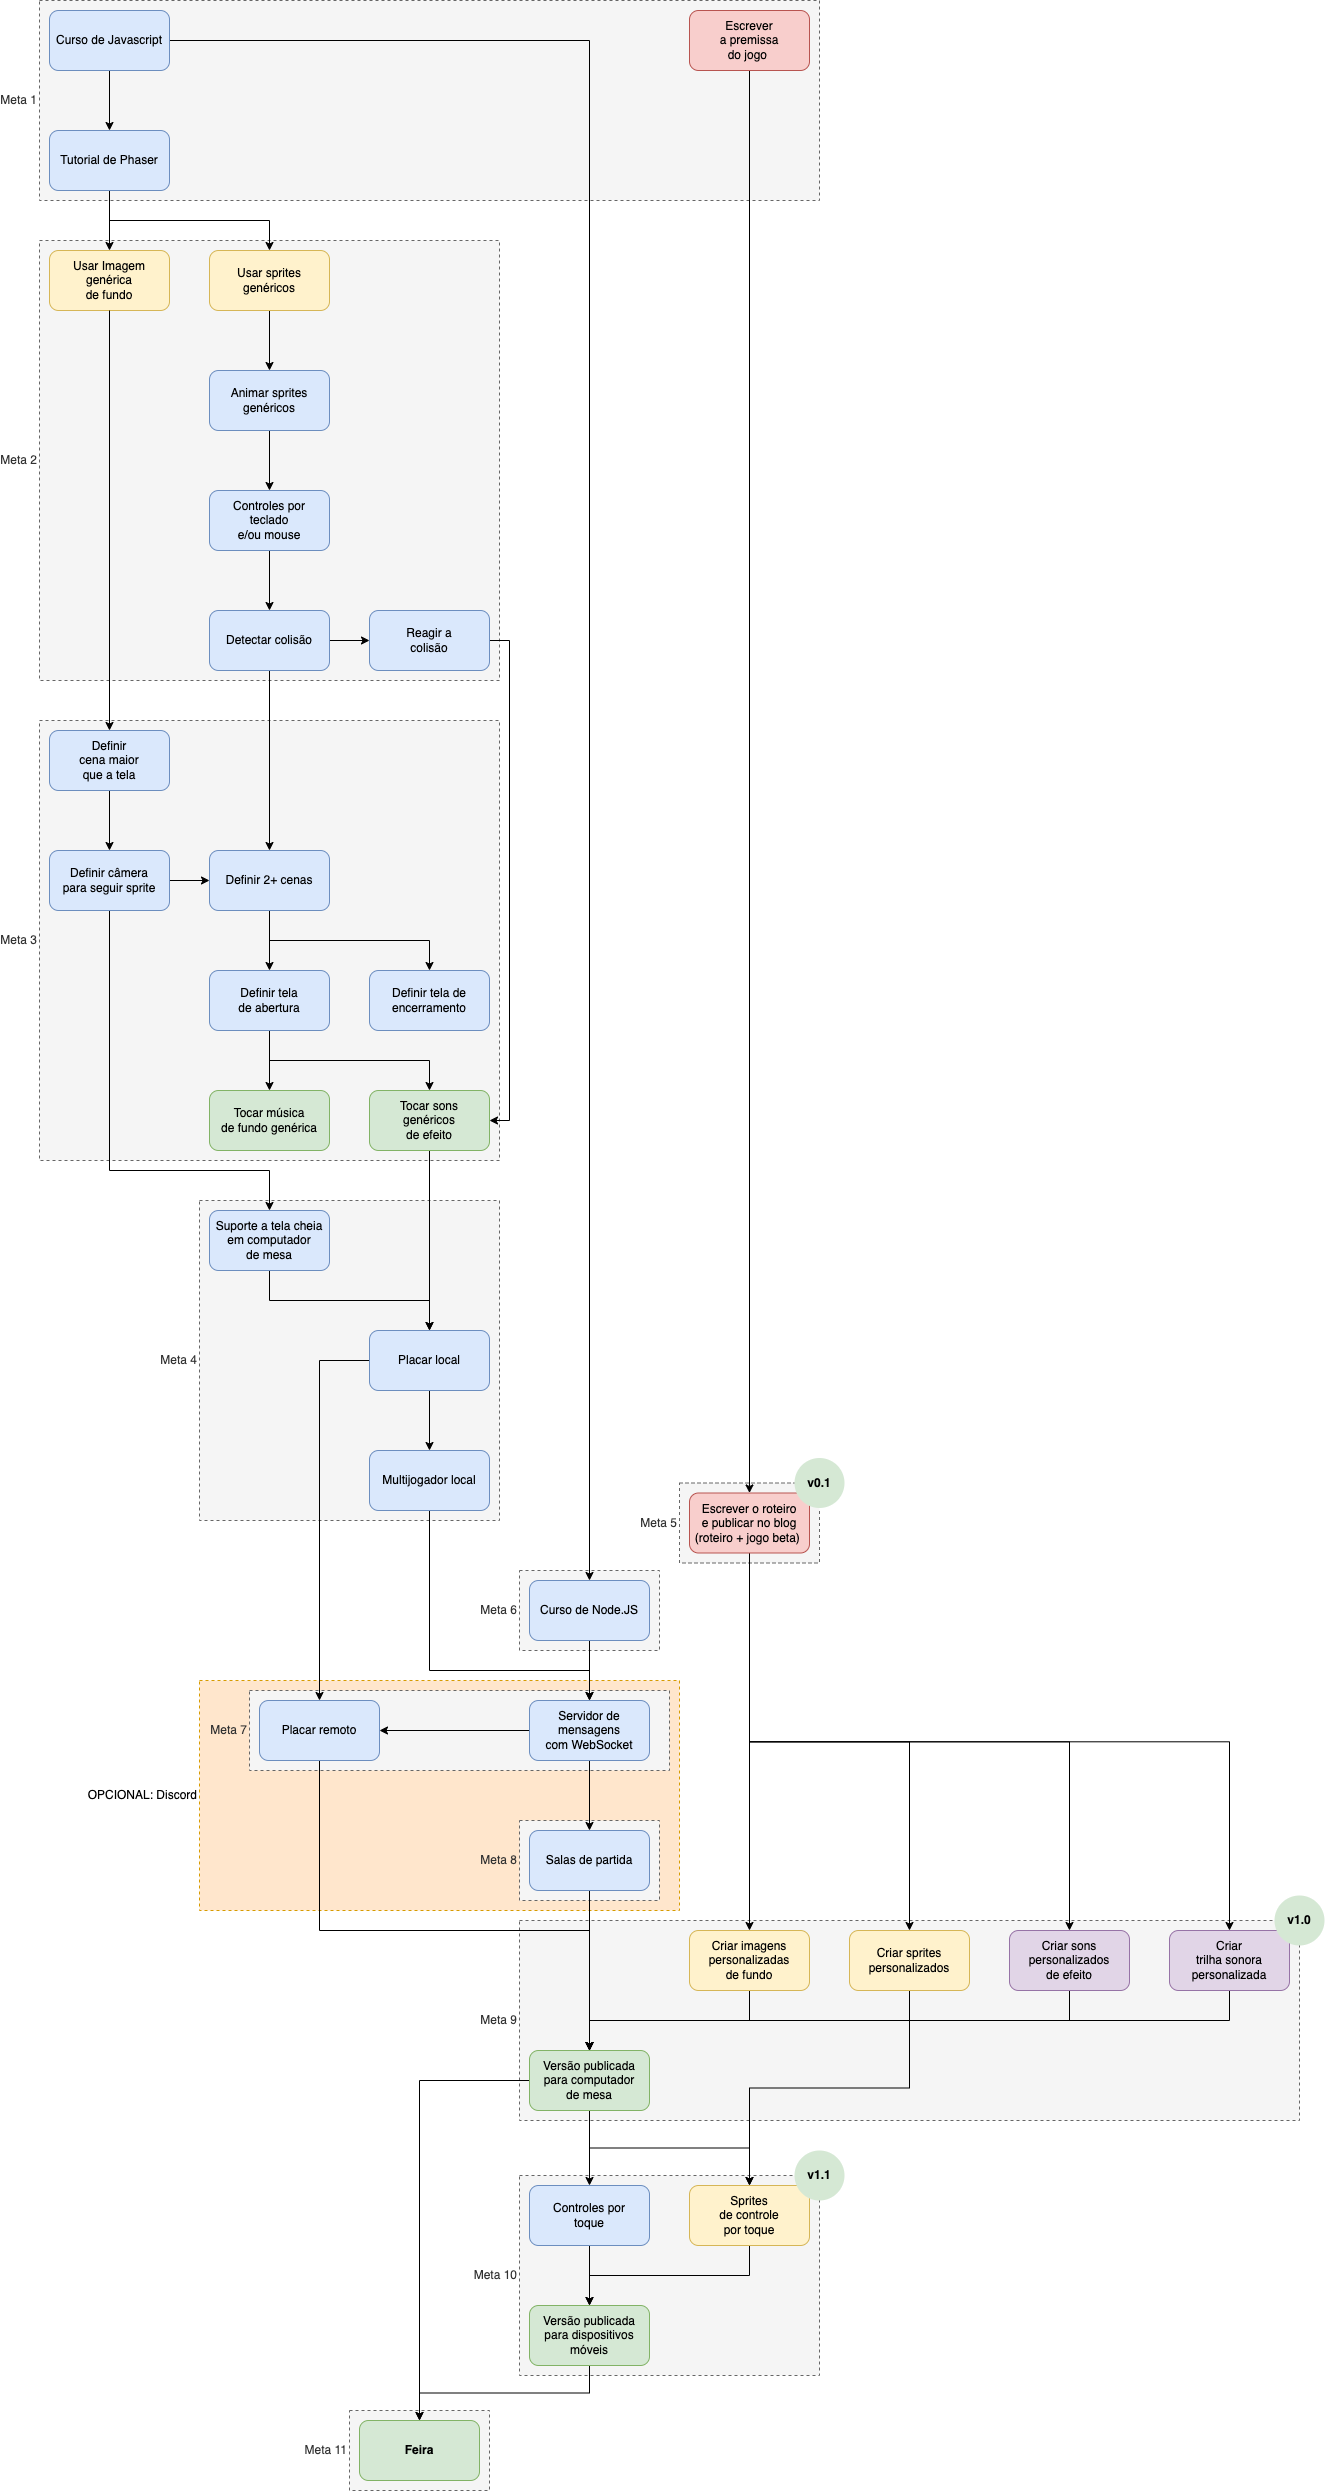 Curso de Javascript
Escrever
a premissa
do jogo
Meta 1
Tutorial de Phaser
Usar Imagem
genérica
de fundo
Usar sprites
genéricos
Animar sprites
genéricos
Meta 2
Controles por
teclado
e/ou mouse
Detectar colisão
Reagir a
colisão
Definir
cena maior
que a tela
Definir câmera
para seguir sprite
Definir 2+ cenas
Meta 3
Definir tela
de abertura
Definir tela de
encerramento
Tocar música
de fundo genérica
Tocar sons
genéricos
de efeito
Suporte a tela cheia
em computador
de mesa
Meta 4
Placar local
Multijogador local
v0.1
Meta 5
Escrever o roteiro
e publicar no blog
(roteiro + jogo beta)
Meta 6
Curso de Node.JS
Meta 7
Placar remoto
Servidor de
mensagens
com WebSocket
OPCIONAL: Discord
Meta 8
Salas de partida
v1.0
Criar imagens
personalizadas
de fundo
Criar sprites
personalizados
Criar sons
personalizados
de efeito
Criar
trilha sonora
personalizada
Meta 9
Versão publicada
para computador
de mesa
v1.1
Controles por
toque
Sprites
de controle
por toque
Meta 10
Versão publicada
para dispositivos
móveis
Meta 11
Feira